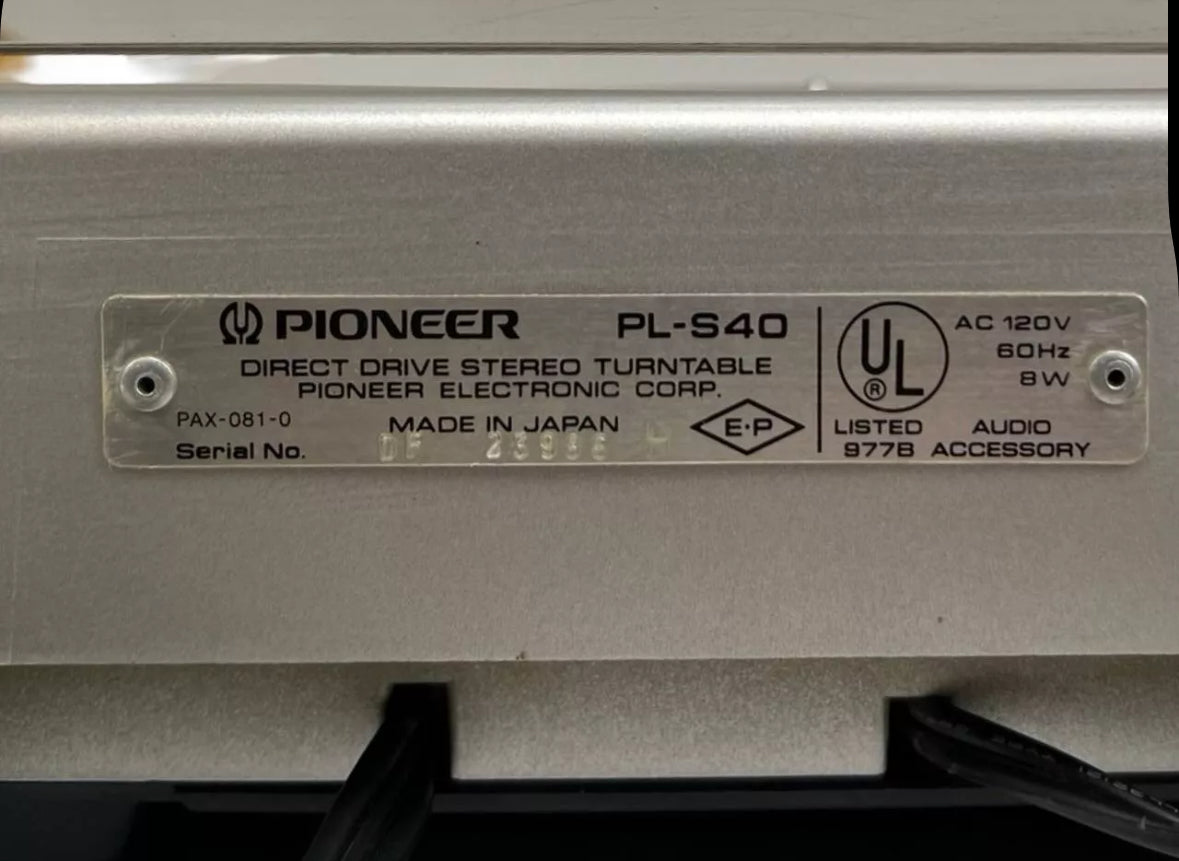 PIONEER PL-S40
DIRECT DRIVE STEREO TURNTABLE
PIONEER ELECTRONIC CORP.
PAX-081-0 MADE IN JAPAN E·P
Serial No. DF
UL ®
AC 120V
60Hz
8W
LISTED AUDIO
977B ACCESSORY